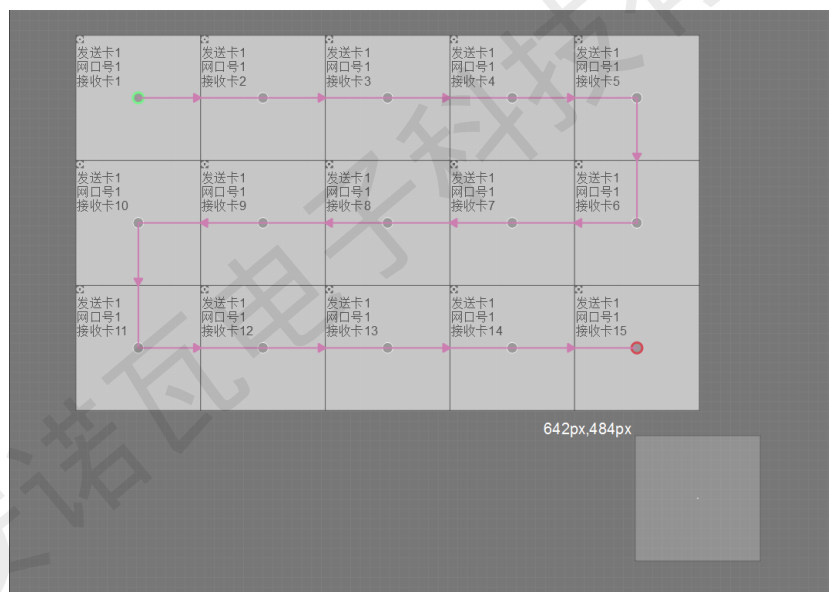 发送卡1
网口号1
接收卡1
发送卡1
网口号1
接收卡2
发送卡1
网口号1
接收卡3
发送卡1
网口号1
接收卡4
发送卡1
网口号1
接收卡5
发送卡1
网口号1
接收卡10
发送卡1
网口号1
接收卡9
发送卡1
网口号1
接收卡8
发送卡1
网口号1
接收卡7
发送卡1
网口号1
接收卡6
发送卡1
网口号1
接收卡11
发送卡1
网口号1
接收卡12
发送卡1
网口号1
接收卡13
发送卡1
网口号1
接收卡14
发送卡1
网口号1
接收卡15
642px,484px
诺瓦电子科技